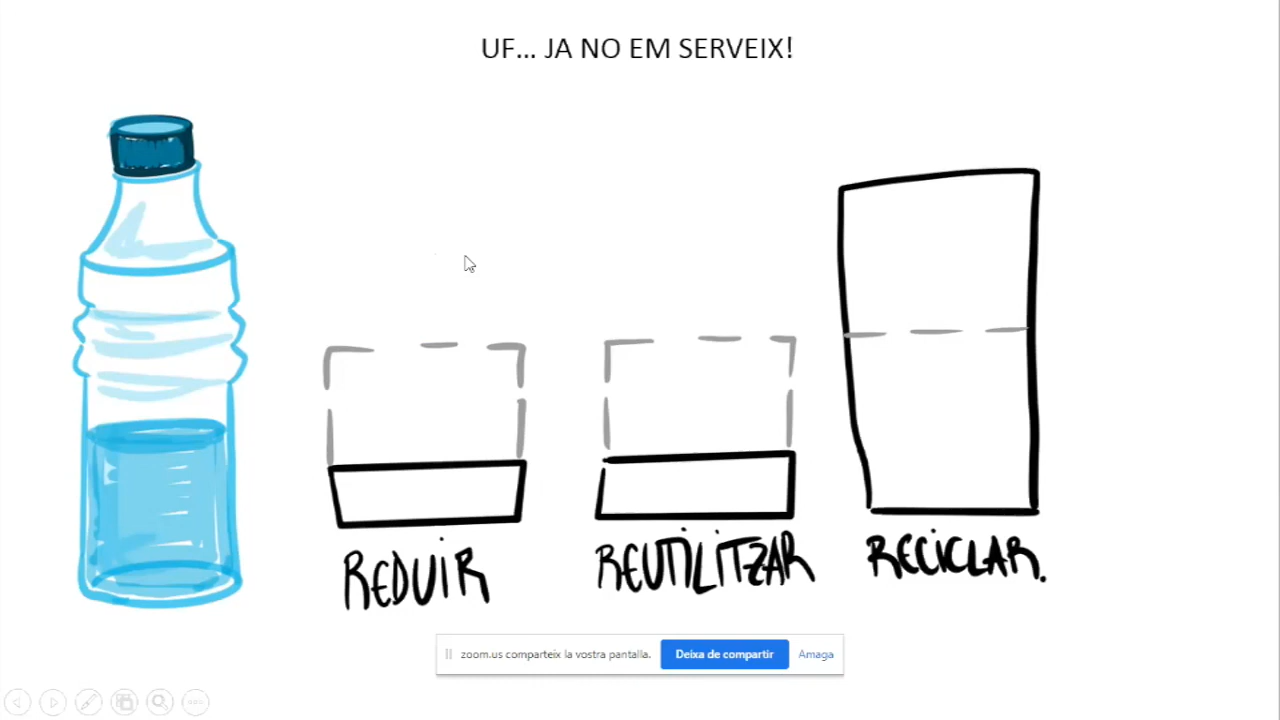 UF... JA NO EM SERVEIX!
REDUIR
REUTILITZAR
RECICLAR.
zoom.us comparteix la vostra pantalla.
Deixa de compartir
Amaga